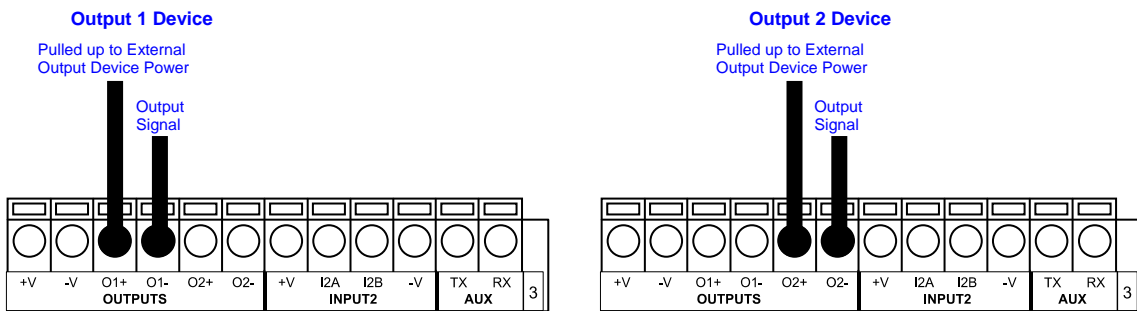 Output 1 Device
Pulled up to External
Output Device Power
Output
Signal
+V -V O1+ O1- O2+ O2- +V I2A I2B -V TX RX
OUTPUTS INPUT2 AUX 3
Output 2 Device
Pulled up to External
Output Device Power
Output
Signal
+V -V O1+ O1- O2+ O2- +V I2A I2B -V TX RX
OUTPUTS INPUT2 AUX 3